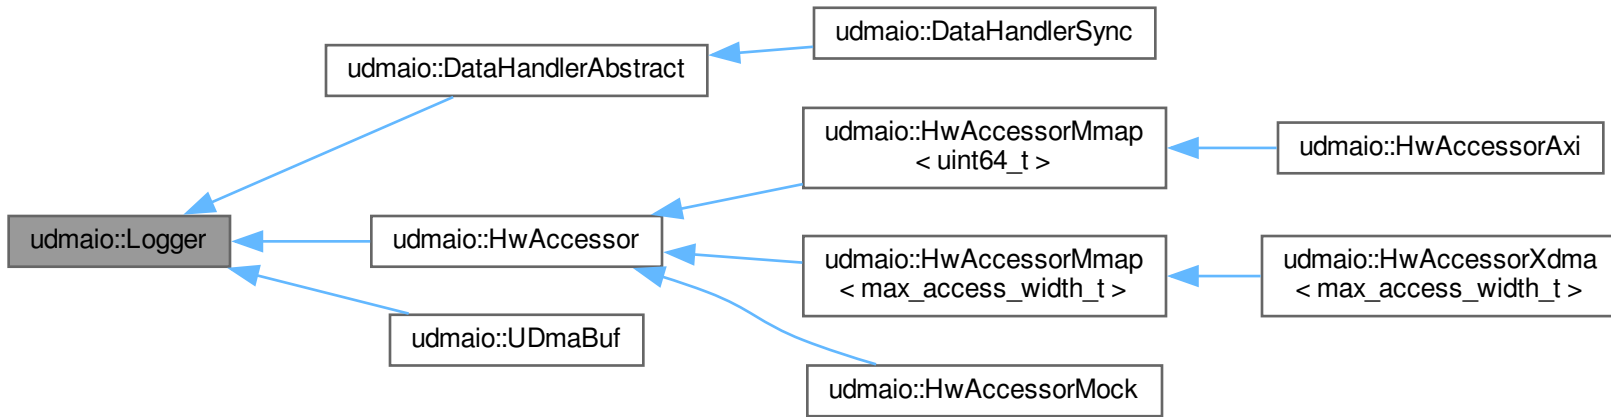 udmaio::Logger
udmaio::DataHandlerAbstract
udmaio::DataHandlerSync
udmaio::HwAccessor
udmaio::HwAccessorMmap
< uint64_t >
udmaio::HwAccessorAxi
udmaio::HwAccessorMmap
< max_access_width_t >
udmaio::HwAccessorXdma
< max_access_width_t >
udmaio::HwAccessorMock
udmaio::UDmaBuf